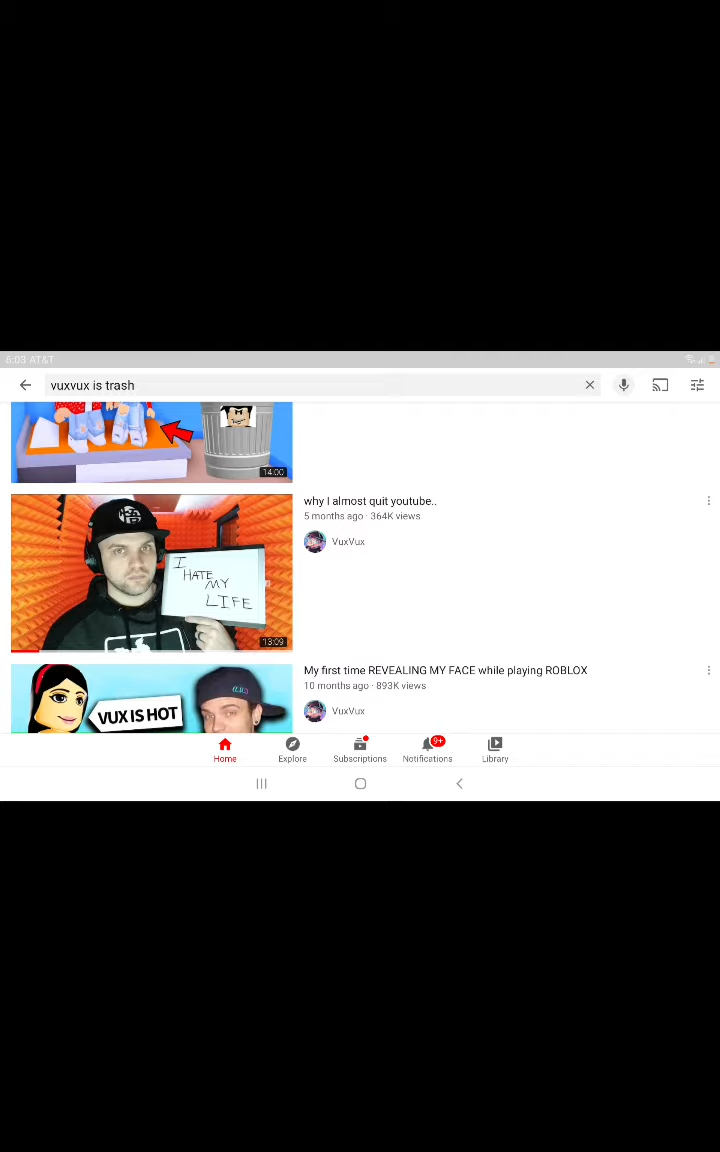 6:03 AT&T
vuxvux is trash
14:00
why I almost quit youtube..
5 months ago · 364K views
VuxVux
I
HATE
MY
LIFE
13:09
My first time REVEALING MY FACE while playing ROBLOX
10 months ago · 893K views
VuxVux
VUX IS HOT
9+
Home
Explore
Subscriptions
Notifications
Library